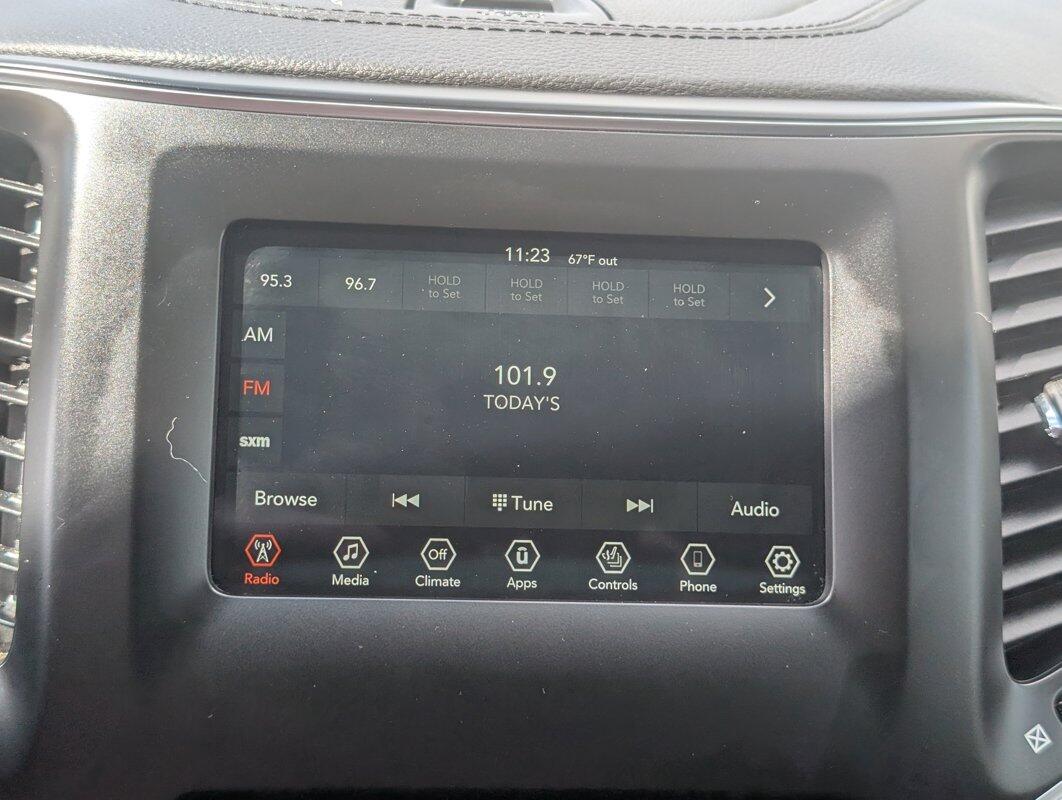 11:23 67°F out
95.3 96.7 HOLD to Set HOLD to Set HOLD to Set HOLD to Set
AM
101.9
FM
TODAY'S
sxm
Browse Tune Audio
Off
Radio Media Climate Apps Controls Phone Settings